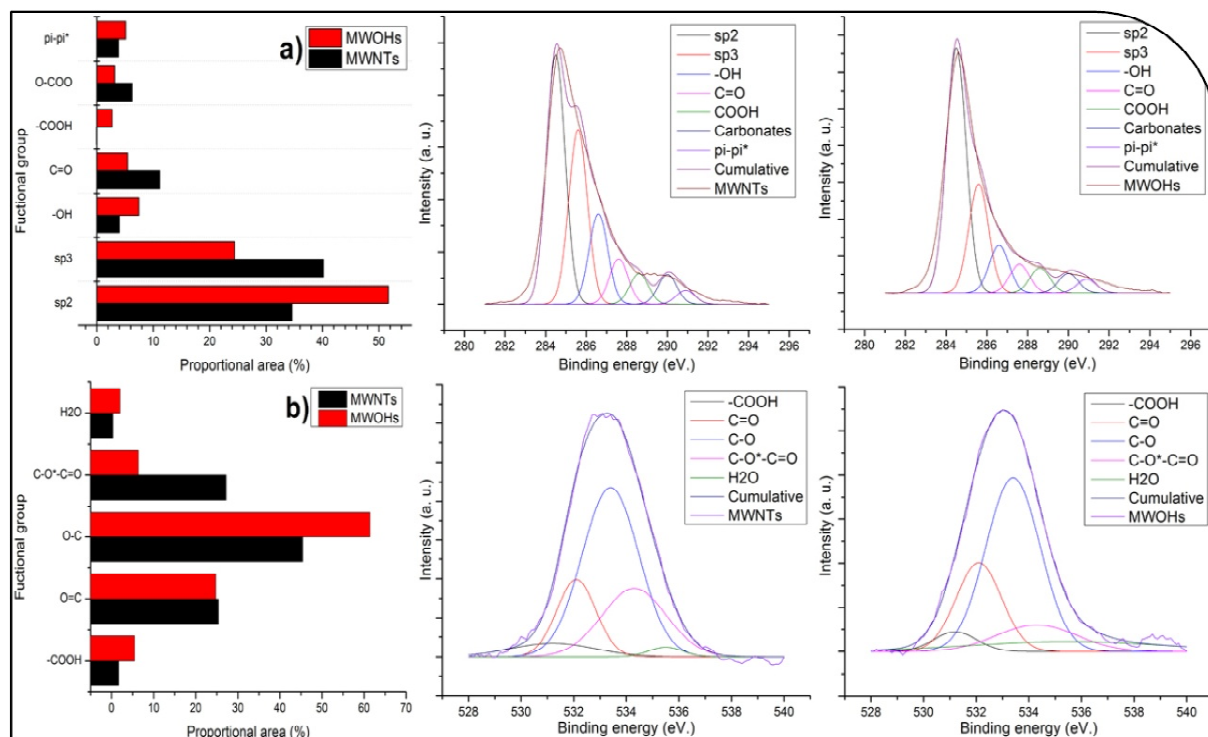 a)
MWOHs
MWNTs
pi-pi*
O-COO
-COOH
C=O
-OH
sp3
sp2
Fuctional group
0 10 20 30 40 50
Proportional area (%)
sp2
sp3
-OH
C=O
COOH
Carbonates
pi-pi*
Cumulative
MWNTs
Intensity (a. u.)
280 282 284 286 288 290 292 294 296
Binding energy (eV.)
sp2
sp3
-OH
C=O
COOH
Carbonates
pi-pi*
Cumulative
MWOHs
Intensity (a. u.)
280 282 284 286 288 290 292 294 296
Binding energy (eV.)
b)
MWNTs
MWOHs
H2O
C-O*-C=O
O-C
O=C
-COOH
Fuctional group
0 10 20 30 40 50 60 70
Proportional area (%)
-COOH
C=O
C-O
C-O*-C=O
H2O
Cumulative
MWNTs
Intensity (a. u.)
528 530 532 534 536 538 540
Binding energy (eV.)
-COOH
C=O
C-O
C-O*-C=O
H2O
Cumulative
MWOHs
Intensity (a. u.)
528 530 532 534 536 538 540
Binding energy (eV.)